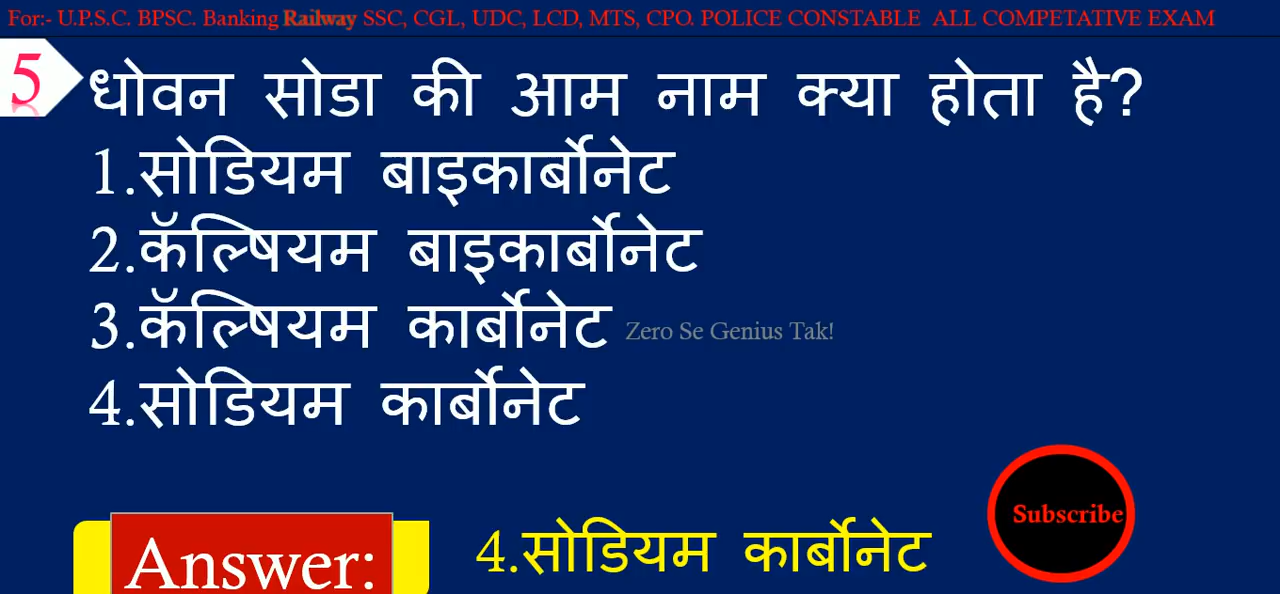 For:- U.P.S.C. BPSC. Banking Railway SSC, CGL, UDC, LCD, MTS, CPO. POLICE CONSTABLE ALL COMPETATIVE EXAM
5
धोवन सोडा की आम नाम क्या होता है?
1.सोडियम बाइकार्बोनेट
2.कॅल्षियम बाइकार्बोनेट
3.कॅल्षियम कार्बोनेट
Zero Se Genius Tak!
4.सोडियम कार्बोनेट
Subscribe
Answer:
4.सोडियम कार्बोनेट